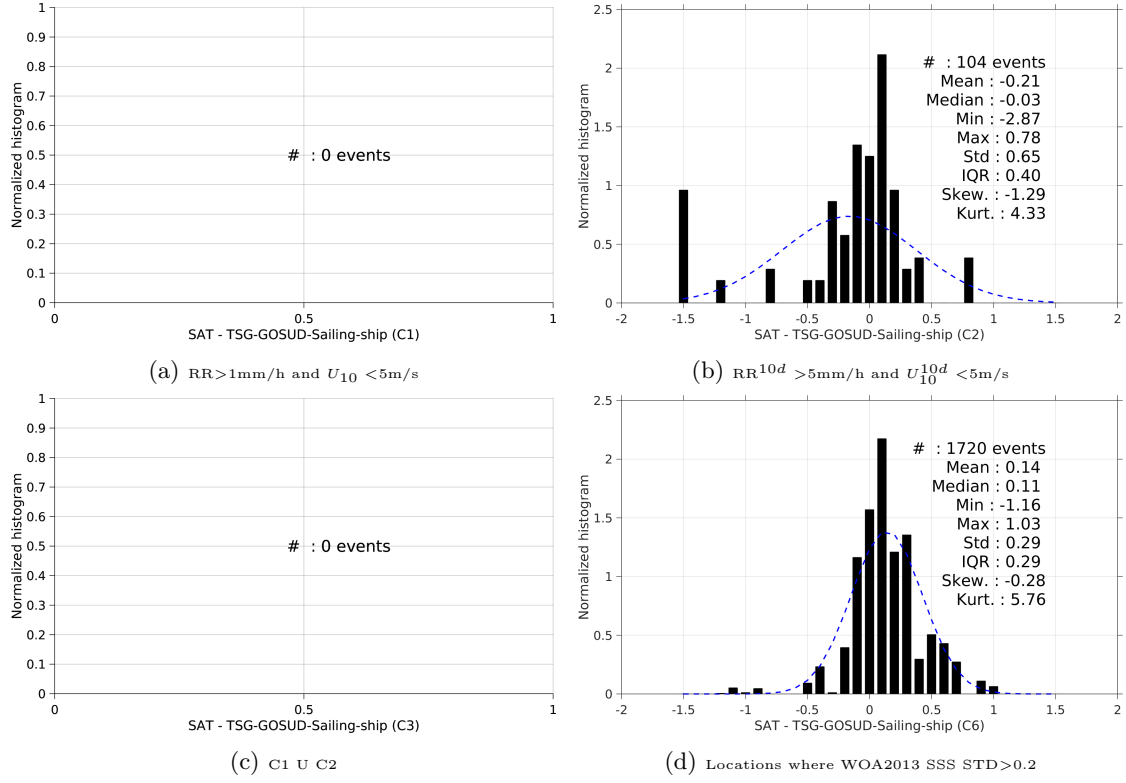 1
0.9
0.8
0.7
0.6
0.5
0.4
0.3
0.2
0.1
0
Normalized histogram
# : 0 events
0 0.5 1
SAT - TSG-GOSUD-Sailing-ship (C1)
(a) RR>1mm/h and U10 <5m/s
2.5
2
1.5
1
0.5
0
Normalized histogram
# : 104 events
Mean : -0.21
Median : -0.03
Min : -2.87
Max : 0.78
Std : 0.65
IQR : 0.40
Skew. : -1.29
Kurt. : 4.33
-2 -1.5 -1 -0.5 0 0.5 1 1.5 2
SAT - TSG-GOSUD-Sailing-ship (C2)
(b) RR^10d >5mm/h and U10^10d <5m/s
1
0.9
0.8
0.7
0.6
0.5
0.4
0.3
0.2
0.1
0
Normalized histogram
# : 0 events
0 0.5 1
SAT - TSG-GOSUD-Sailing-ship (C3)
(c) C1 U C2
2.5
2
1.5
1
0.5
0
Normalized histogram
# : 1720 events
Mean : 0.14
Median : 0.11
Min : -1.16
Max : 1.03
Std : 0.29
IQR : 0.29
Skew. : -0.28
Kurt. : 5.76
-2 -1.5 -1 -0.5 0 0.5 1 1.5 2
SAT - TSG-GOSUD-Sailing-ship (C6)
(d) Locations where WOA2013 SSS STD>0.2